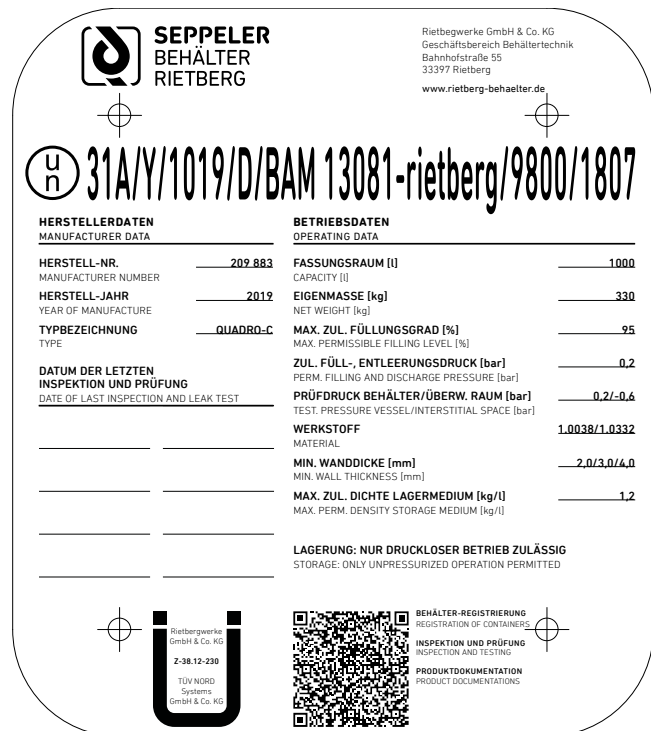 SEPPELER
BEHÄLTER
RIETBERG
Rietbegwerke GmbH & Co. KG
Geschäftsbereich Behältertechnik
Bahnhofstraße 55
33397 Rietberg
www.rietberg-behaelter.de
un 31A/Y/1019/D/BAM 13081-rietberg/9800/1807
HERSTELLERDATEN
MANUFACTURER DATA
HERSTELL-NR. 209 883
MANUFACTURER NUMBER
HERSTELL-JAHR 2019
YEAR OF MANUFACTURE
TYPBEZEICHNUNG QUADRO-C
TYPE
DATUM DER LETZTEN
INSPEKTION UND PRÜFUNG
DATE OF LAST INSPECTION AND LEAK TEST
BETRIEBSDATEN
OPERATING DATA
FASSUNGSRAUM [l] 1000
CAPACITY [l]
EIGENMASSE [kg] 330
NET WEIGHT [kg]
MAX. ZUL. FÜLLUNGSGRAD [%] 95
MAX. PERMISSIBLE FILLING LEVEL [%]
ZUL. FÜLL-, ENTLEERUNGSDRUCK [bar] 0,2
PERM. FILLING AND DISCHARGE PRESSURE [bar]
PRÜFDRUCK BEHÄLTER/ÜBERW. RAUM [bar] 0,2/-0,6
TEST. PRESSURE VESSEL/INTERSTITIAL SPACE [bar]
WERKSTOFF 1.0038/1.0332
MATERIAL
MIN. WANDDICKE [mm] 2,0/3,0/4,0
MIN. WALL THICKNESS [mm]
MAX. ZUL. DICHTE LAGERMEDIUM [kg/l] 1,2
MAX. PERM. DENSITY STORAGE MEDIUM [kg/l]
LAGERUNG: NUR DRUCKLOSER BETRIEB ZULÄSSIG
STORAGE: ONLY UNPRESSURIZED OPERATION PERMITTED
Rietbergwerke
GmbH & Co. KG
Z-38.12-230
TÜV NORD
Systems
GmbH & Co. KG
BEHÄLTER-REGISTRIERUNG
REGISTRATION OF CONTAINERS
INSPEKTION UND PRÜFUNG
INSPECTION AND TESTING
PRODUKTDOKUMENTATION
PRODUCT DOCUMENTATIONS